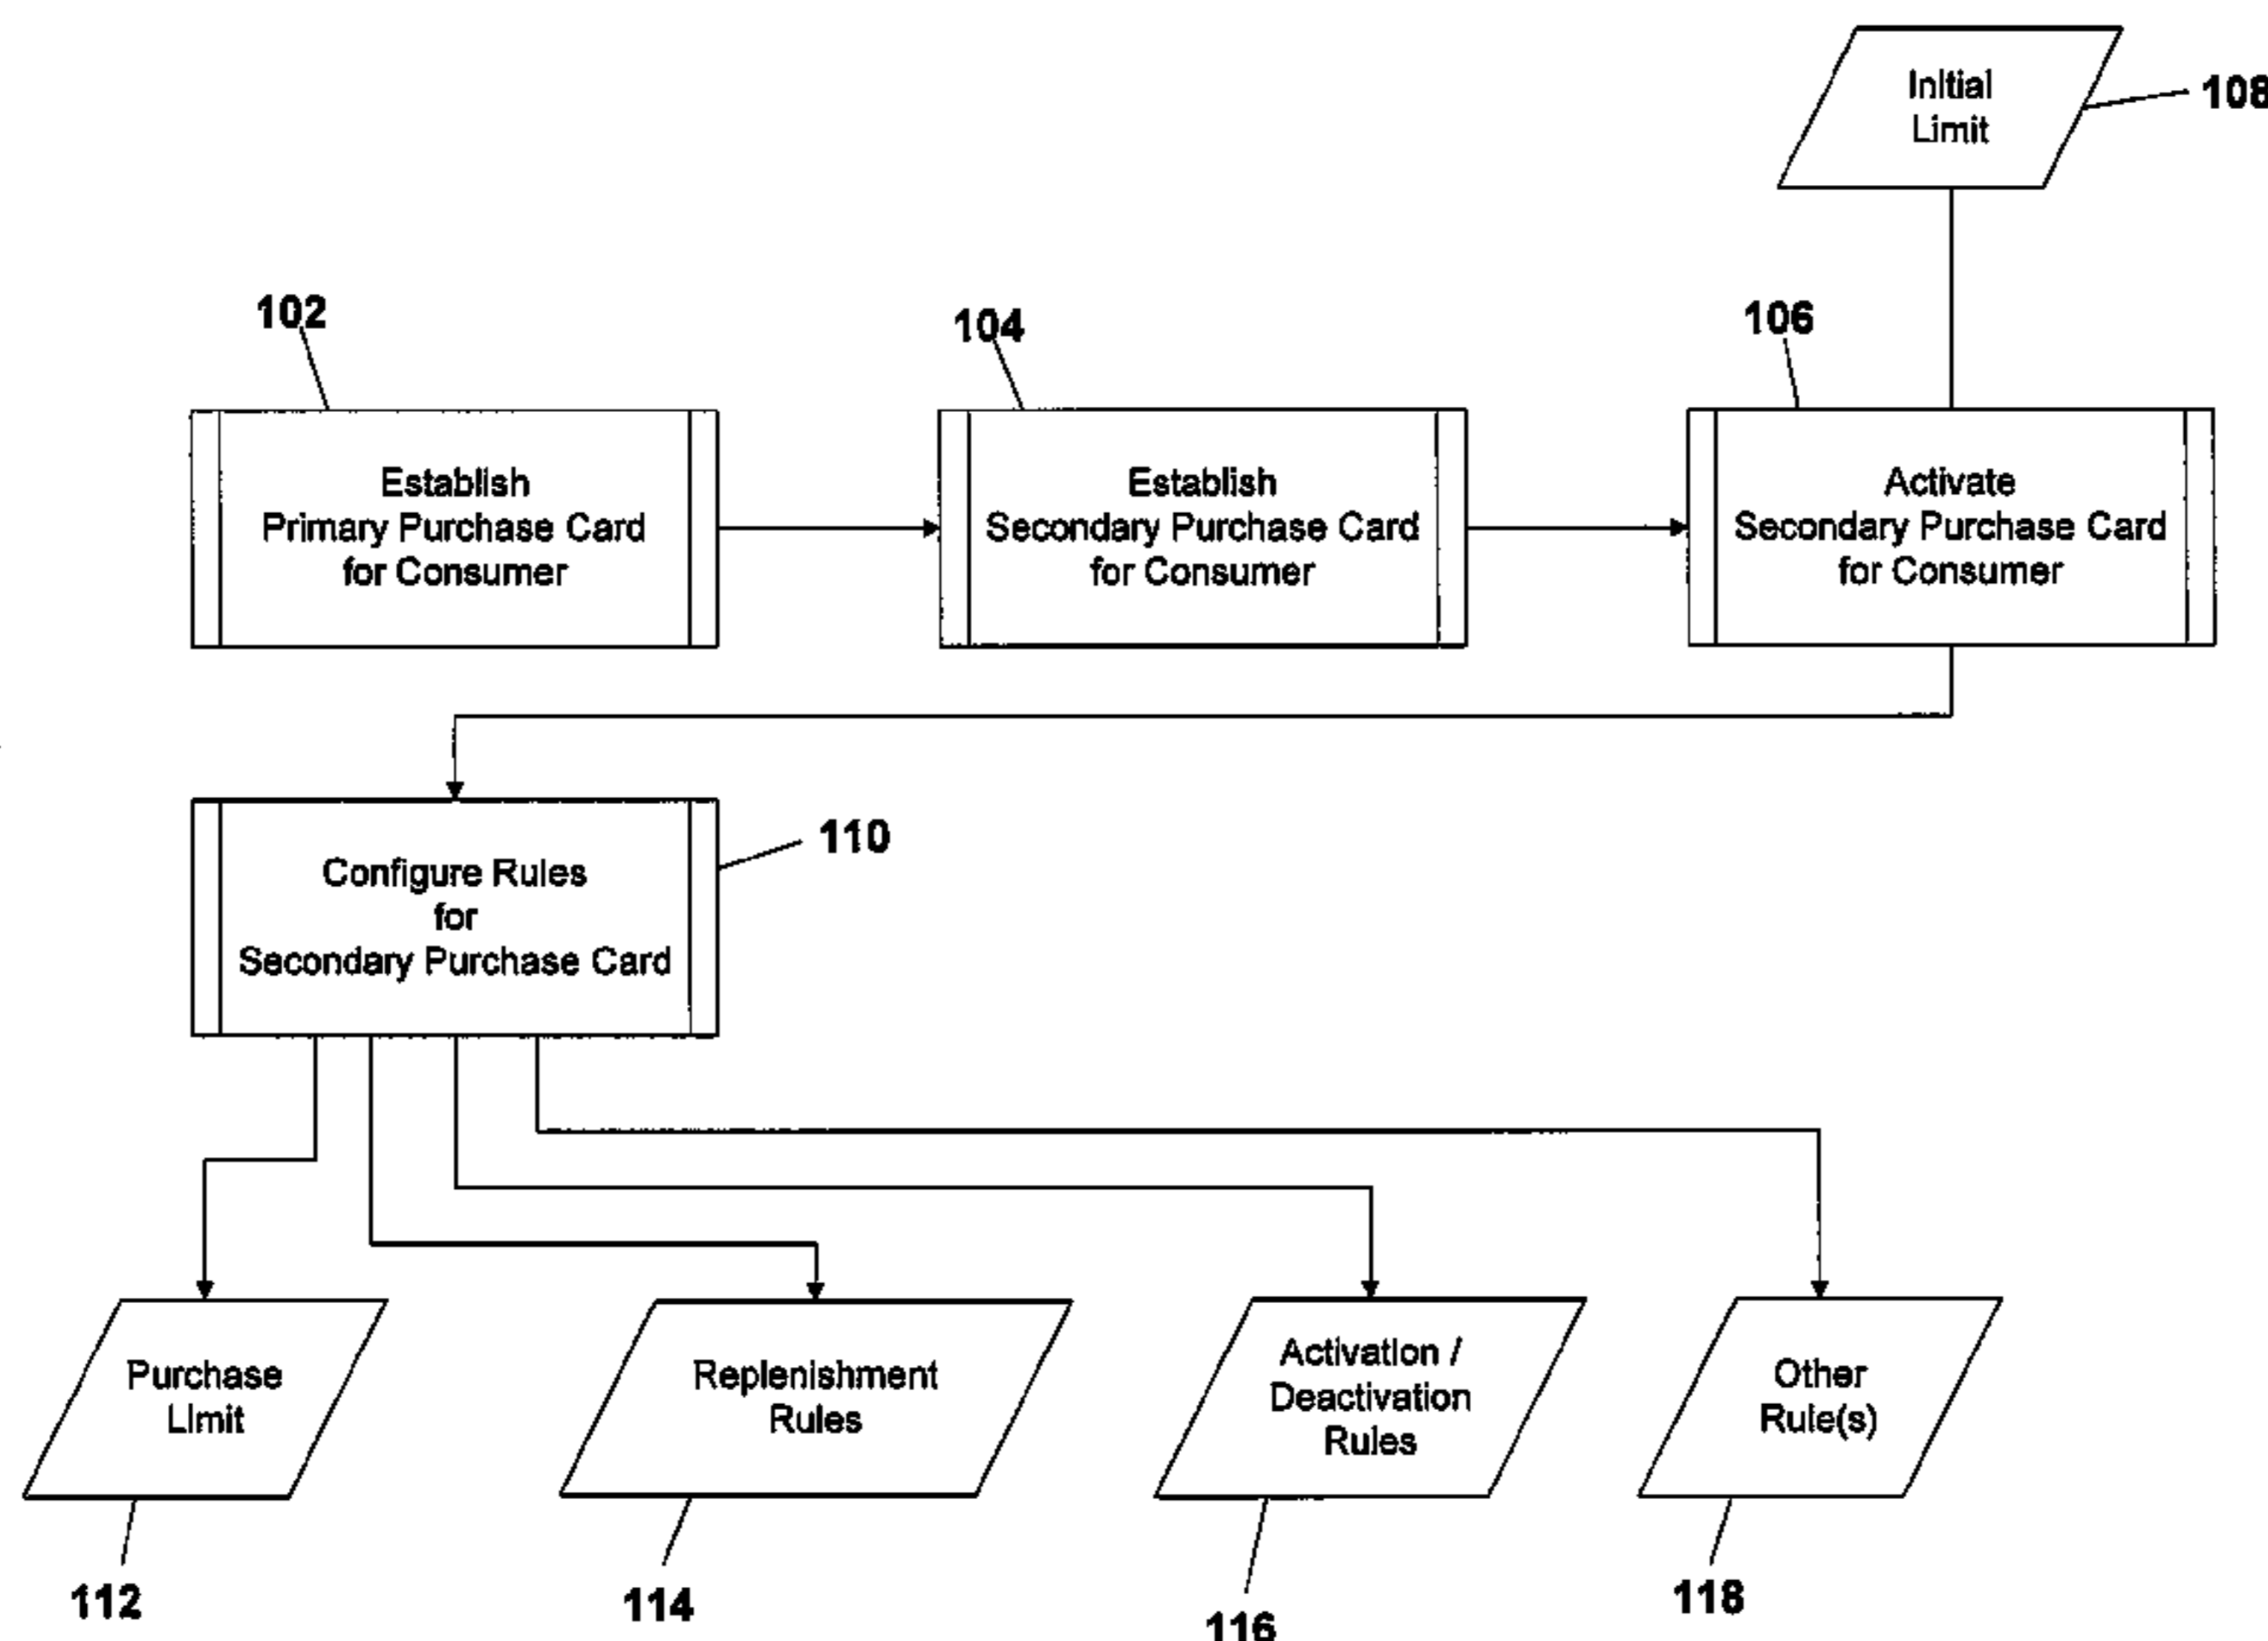 Initial
Limit
108
102
104
106
Establish
Primary Purchase Card
for Consumer
Establish
Secondary Purchase Card
for Consumer
Activate
Secondary Purchase Card
for Consumer
110
Configure Rules
for
Secondary Purchase Card
Purchase
Limit
Replenishment
Rules
Activation /
Deactivation
Rules
Other
Rule(s)
112
114
116
118